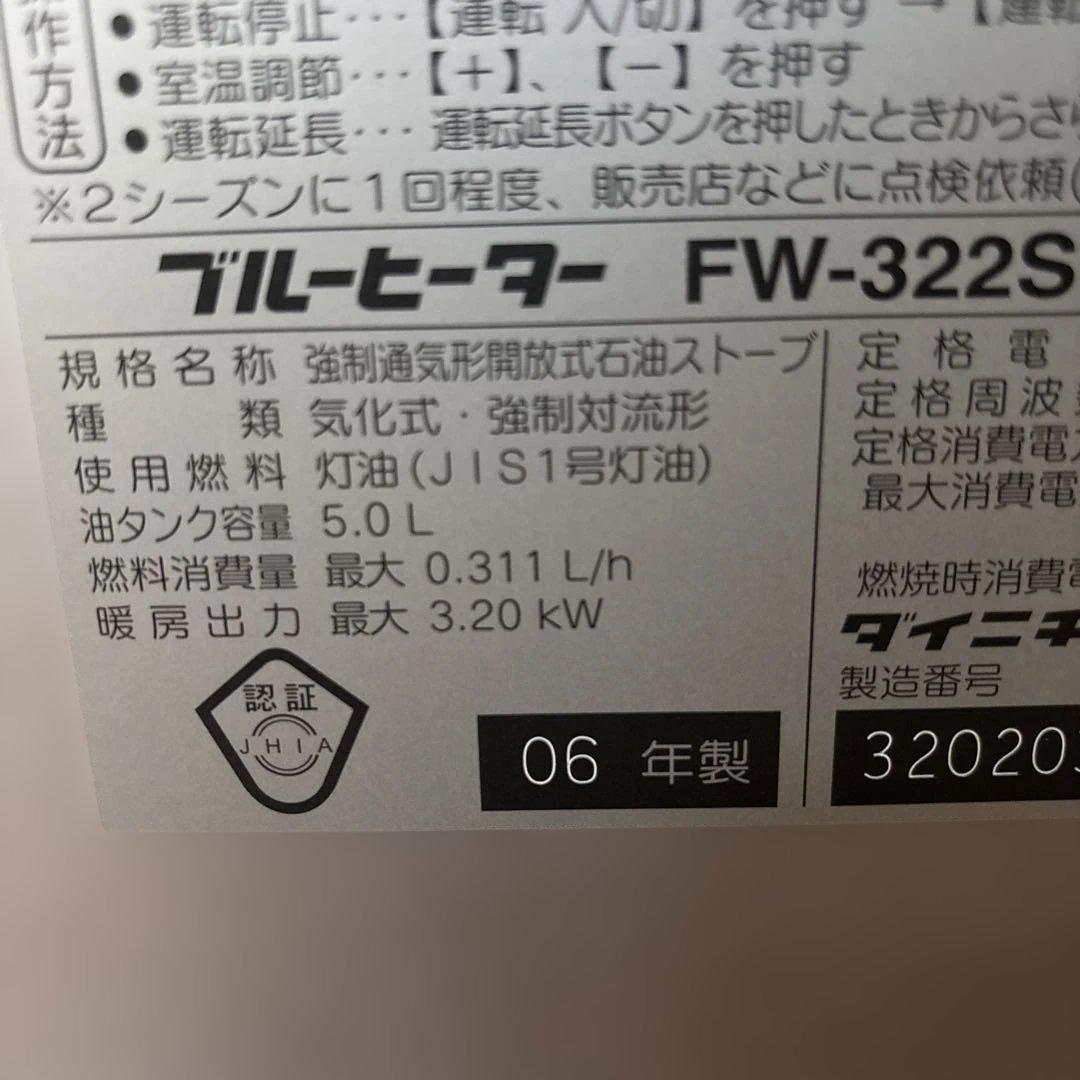 作方法
●運転停止･･･【運転 入/切】を押す → 【運転
●室温調節･･･【+】、【-】を押す
●運転延長･･･ 運転延長ボタンを押したときからさら
※2シーズンに1回程度、販売店などに点検依頼(
ブルーヒーター FW-322S
規格名称 強制通気形開放式石油ストーブ
種類 気化式・強制対流形
使用燃料 灯油(JIS1号灯油)
油タンク容量 5.0 L
燃料消費量 最大 0.311 L/h
暖房出力 最大 3.20 kW
定格電
定格周波
定格消費電
最大消費電
燃焼時消費電
ダイニチ
製造番号
認証
JHIA
06 年製
320203